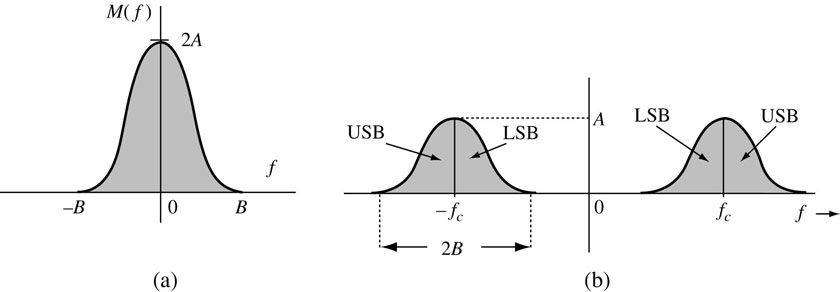 M(f)
2A
f
–B
0
B
(a)
USB
LSB
A
LSB
USB
–f_c
0
f_c
f
2B
(b)